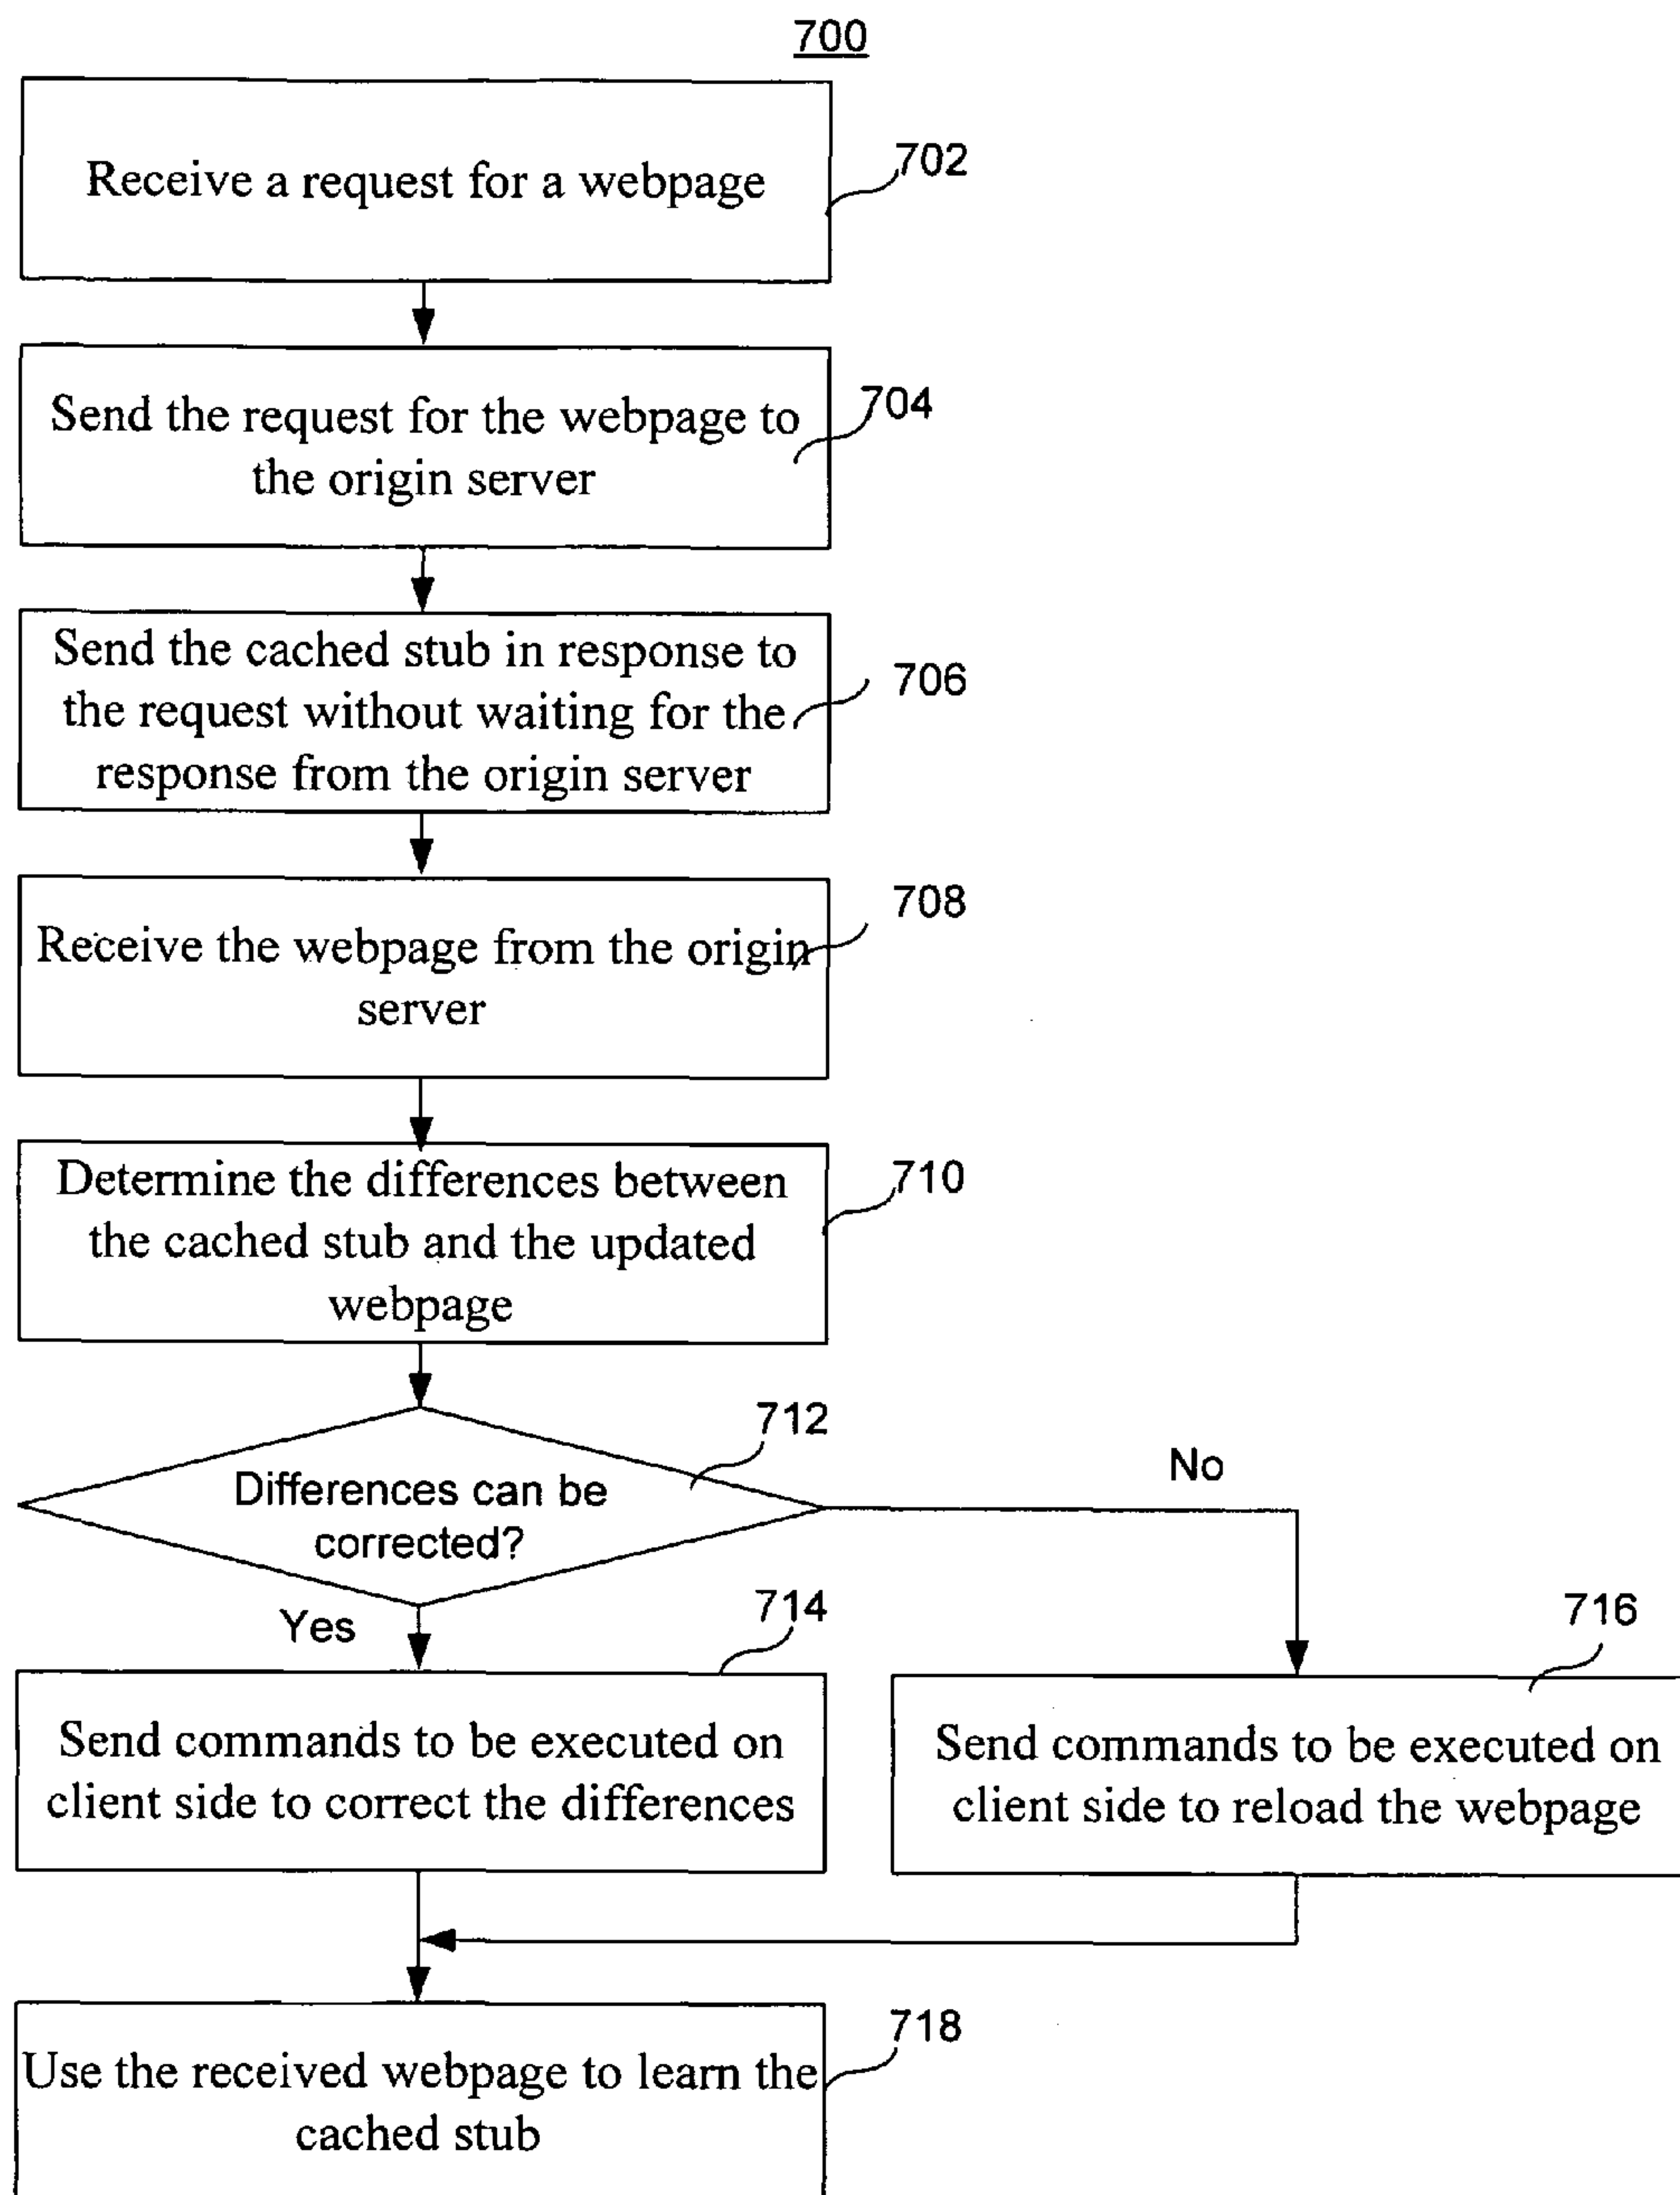 700
Receive a request for a webpage
702
Send the request for the webpage to
the origin server
704
Send the cached stub in response to
the request without waiting for the
response from the origin server
706
Receive the webpage from the origin
server
708
Determine the differences between
the cached stub and the updated
webpage
710
Differences can be
corrected?
712
No
Yes
714
Send commands to be executed on
client side to correct the differences
716
Send commands to be executed on
client side to reload the webpage
Use the received webpage to learn the
cached stub
718